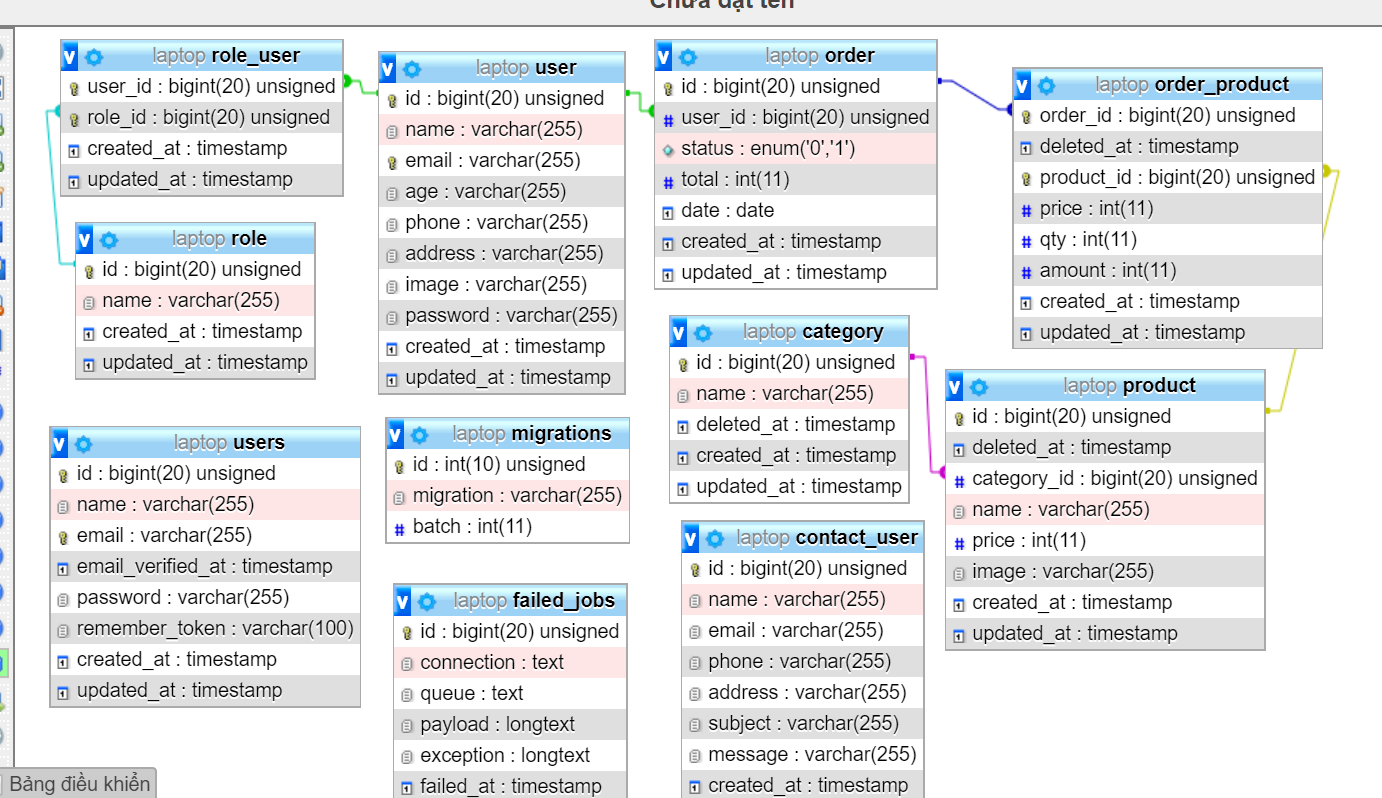 Chưa đặt tên
laptop role_user
user_id : bigint(20) unsigned
role_id : bigint(20) unsigned
created_at : timestamp
updated_at : timestamp
laptop role
id : bigint(20) unsigned
name : varchar(255)
created_at : timestamp
updated_at : timestamp
laptop users
id : bigint(20) unsigned
name : varchar(255)
email : varchar(255)
email_verified_at : timestamp
password : varchar(255)
remember_token : varchar(100)
created_at : timestamp
updated_at : timestamp
laptop user
id : bigint(20) unsigned
name : varchar(255)
email : varchar(255)
age : varchar(255)
phone : varchar(255)
address : varchar(255)
image : varchar(255)
password : varchar(255)
created_at : timestamp
updated_at : timestamp
laptop migrations
id : int(10) unsigned
migration : varchar(255)
batch : int(11)
laptop failed_jobs
id : bigint(20) unsigned
connection : text
queue : text
payload : longtext
exception : longtext
failed_at : timestamp
laptop order
id : bigint(20) unsigned
user_id : bigint(20) unsigned
status : enum('0','1')
total : int(11)
date : date
created_at : timestamp
updated_at : timestamp
laptop category
id : bigint(20) unsigned
name : varchar(255)
deleted_at : timestamp
created_at : timestamp
updated_at : timestamp
laptop contact_user
id : bigint(20) unsigned
name : varchar(255)
email : varchar(255)
phone : varchar(255)
address : varchar(255)
subject : varchar(255)
message : varchar(255)
created_at : timestamp
laptop order_product
order_id : bigint(20) unsigned
deleted_at : timestamp
product_id : bigint(20) unsigned
price : int(11)
qty : int(11)
amount : int(11)
created_at : timestamp
updated_at : timestamp
laptop product
id : bigint(20) unsigned
deleted_at : timestamp
category_id : bigint(20) unsigned
name : varchar(255)
price : int(11)
image : varchar(255)
created_at : timestamp
updated_at : timestamp
Bảng điều khiển